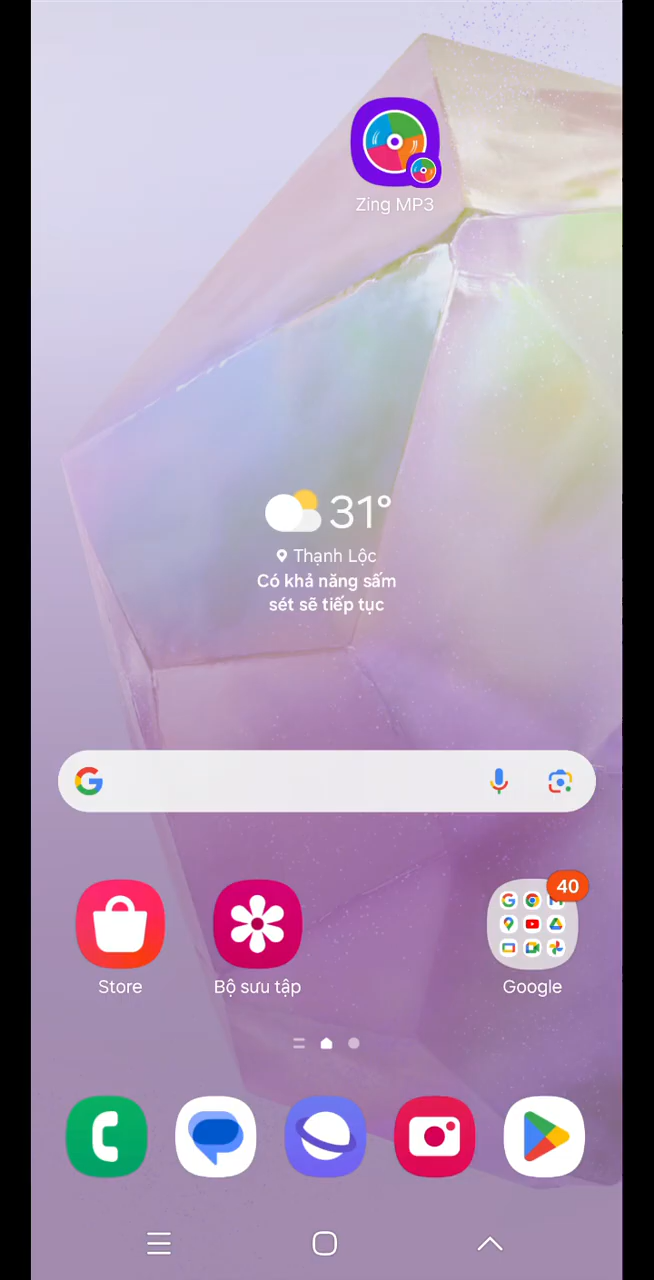 Zing MP3
31°
Thạnh Lộc
Có khả năng sấm
sét sẽ tiếp tục
40
Store
Bộ sưu tập
Google